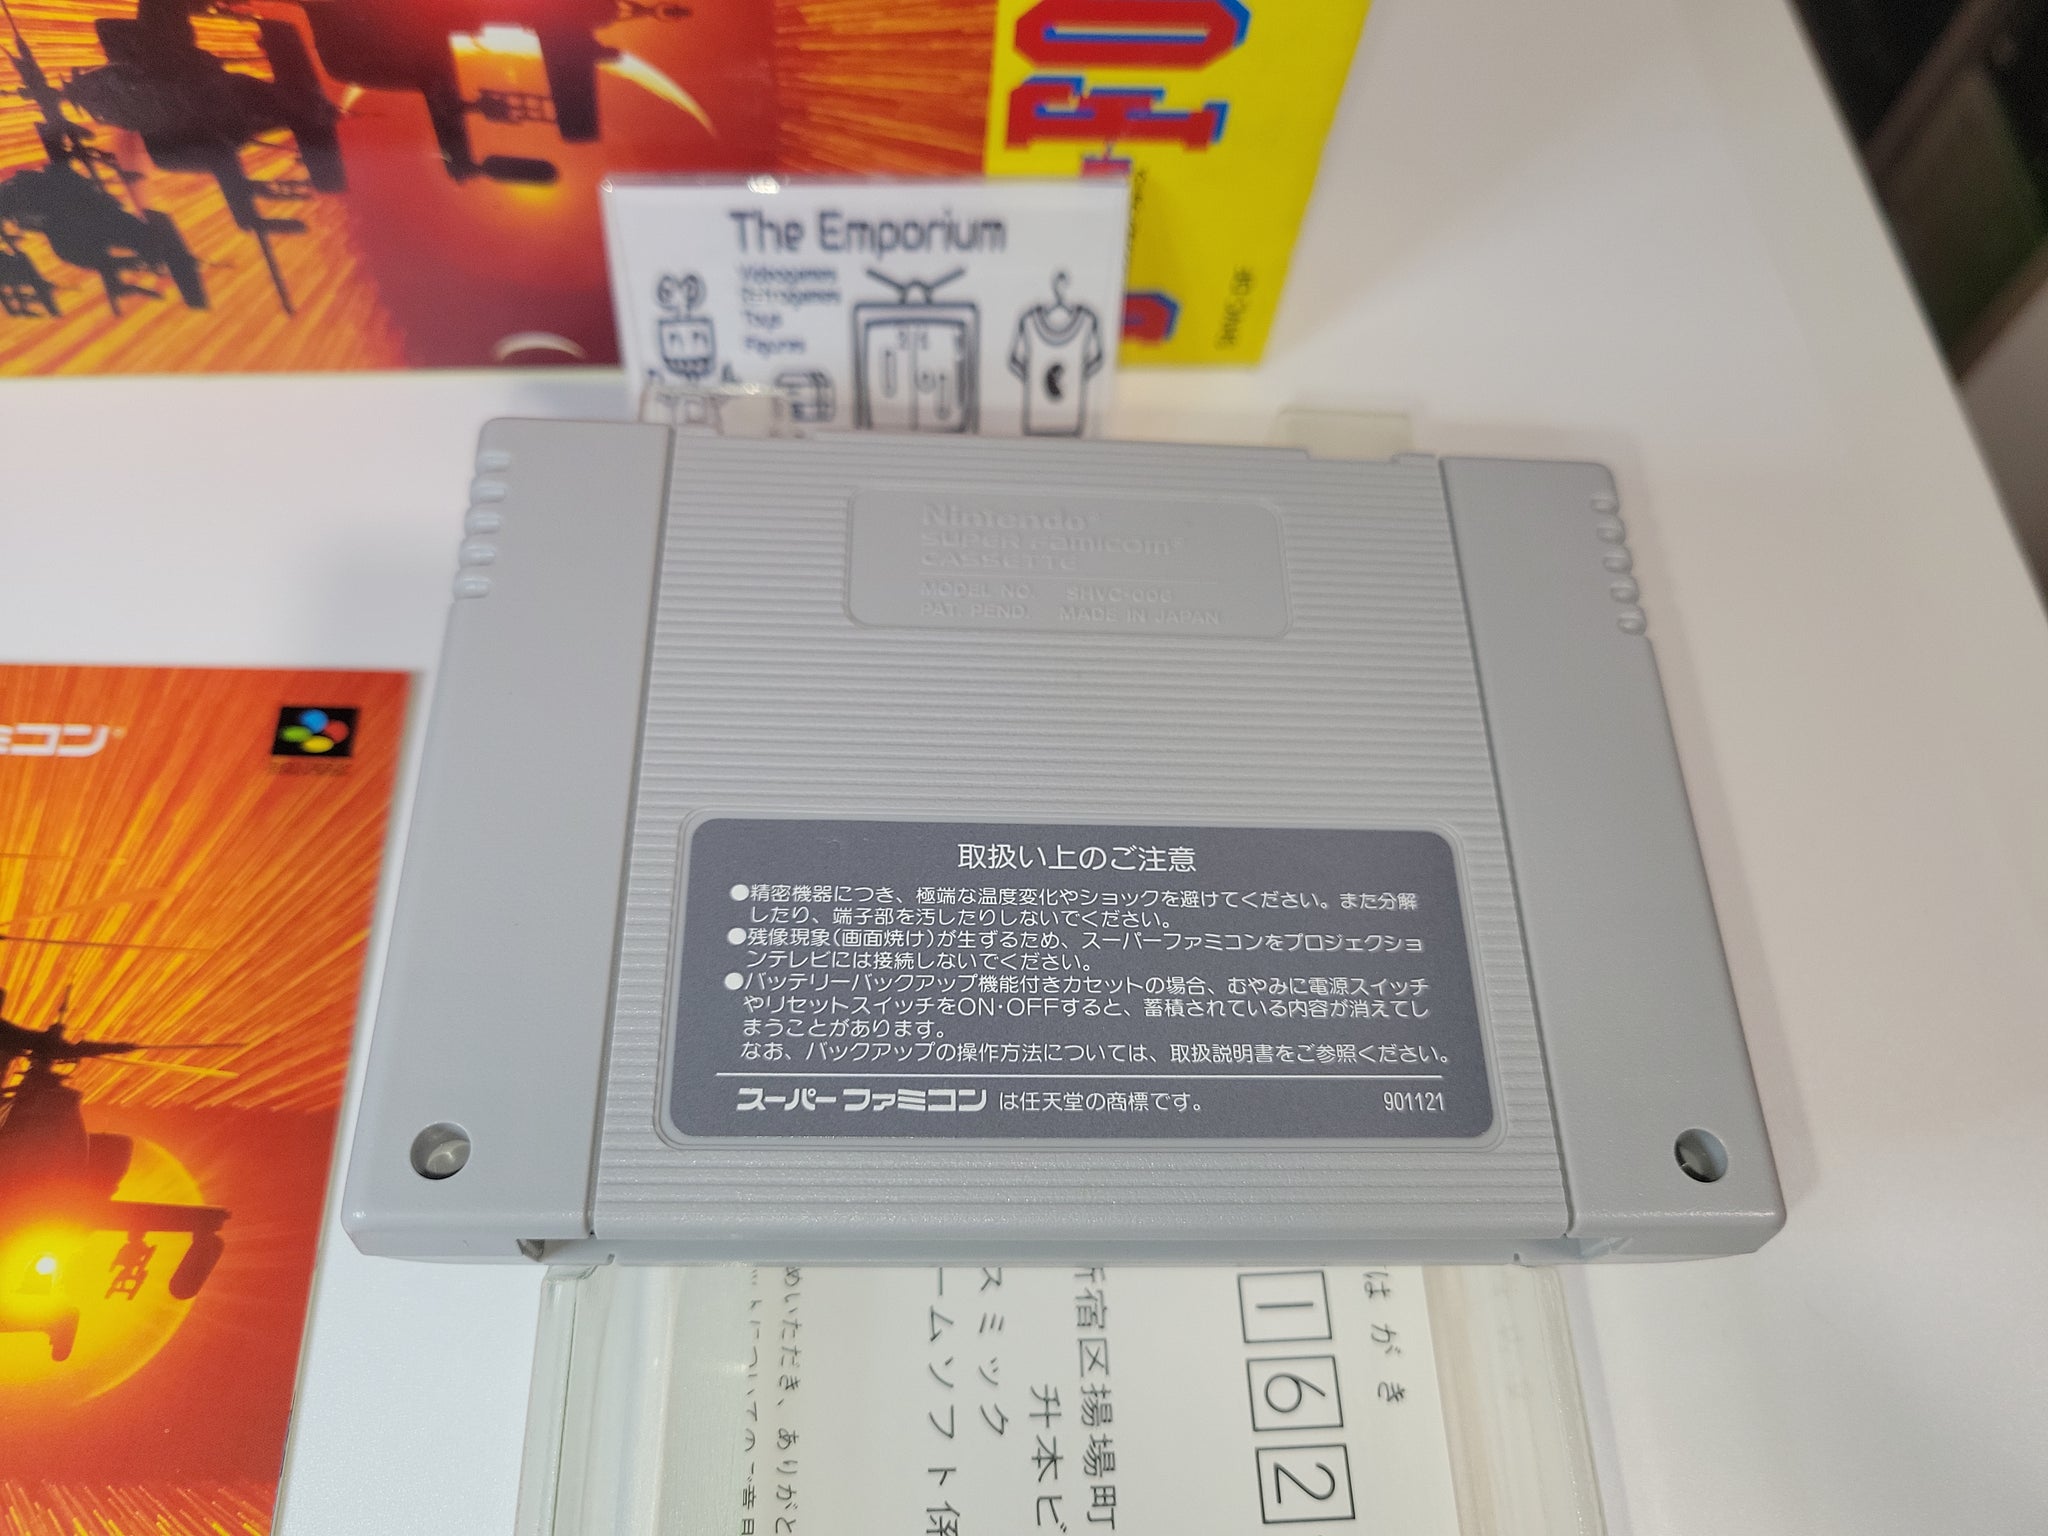 The Emporium
Videogames
Retrogames
Toys
Figures
Nintendo®
SUPER Famicom®
CASSETTE
MODEL NO. SHVC-006
PAT. PEND. MADE IN JAPAN
ミコン
取扱い上のご注意
●精密機器につき、極端な温度変化やショックを避けてください。また分解
したり、端子部を汚したりしないでください。
●残像現象(画面焼け)が生ずるため、スーパーファミコンをプロジェクショ
ンテレビには接続しないでください。
●バッテリーバックアップ機能付きカセットの場合、むやみに電源スイッチ
やリセットスイッチをON・OFFすると、蓄積されている内容が消えてし
まうことがあります。
なお、バックアップの操作方法については、取扱説明書をご参照ください。
スーパーファミコンは任天堂の商標です。
901121
はがき
162
宿区揚場町
升本ビ
スミック
ームソフト係
めいただき、ありがと